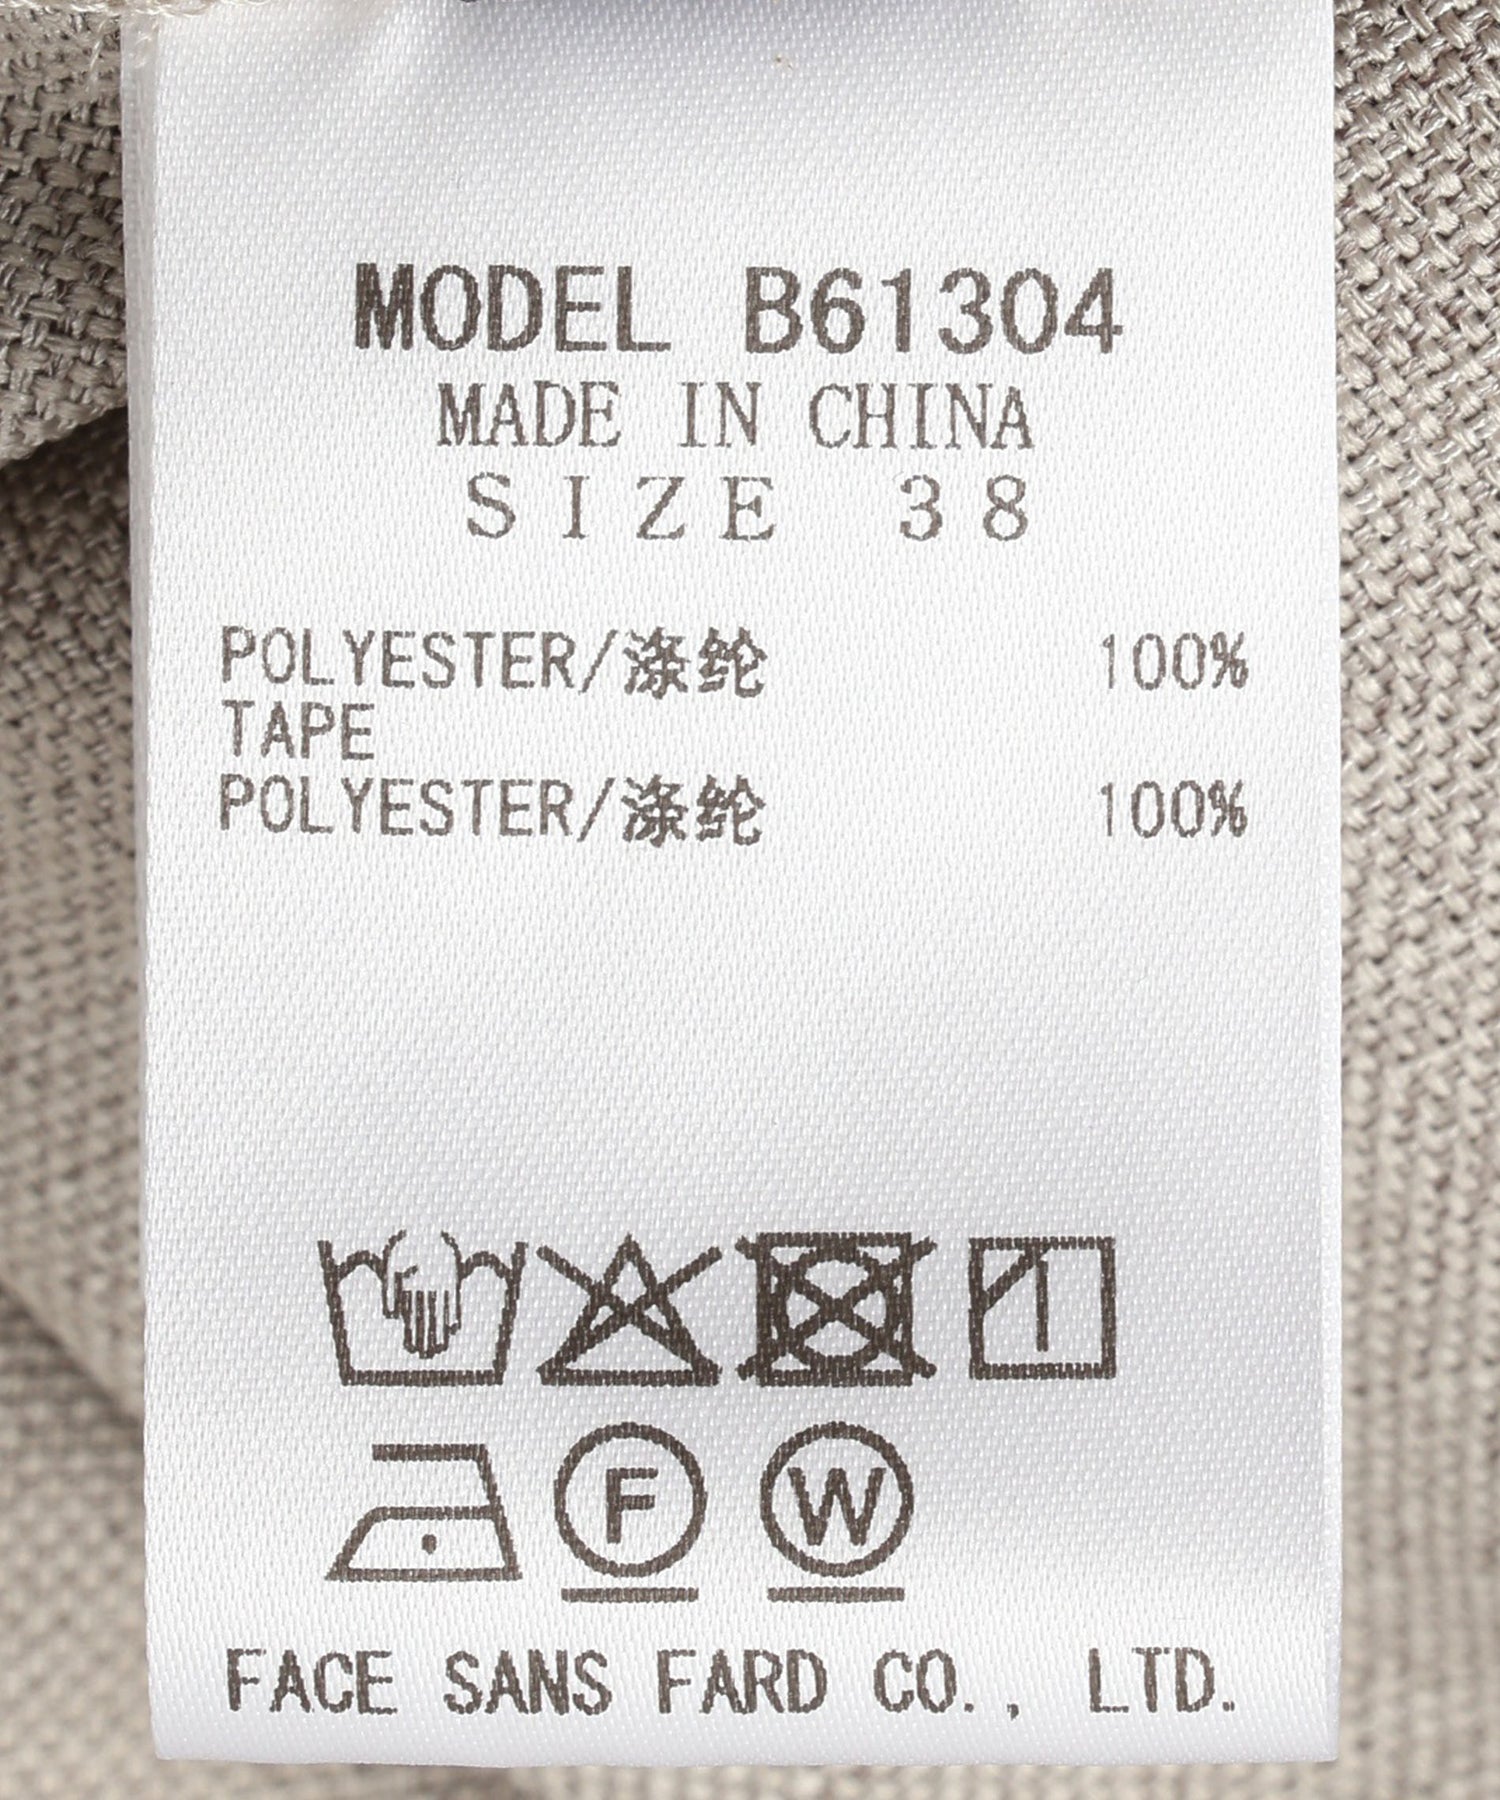 MODEL B61304
MADE IN CHINA
SIZE 38
POLYESTER/涤纶 100%
TAPE
POLYESTER/涤纶 100%
F W
FACE SANS FARD CO., LTD.